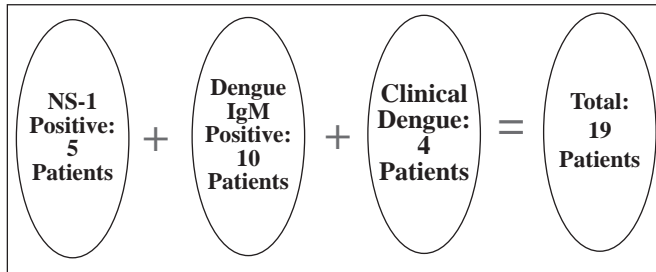 NS-1
Positive:
5
Patients
+
Dengue
IgM
Positive:
10
Patients
+
Clinical
Dengue:
4
Patients
=
Total:
19
Patients